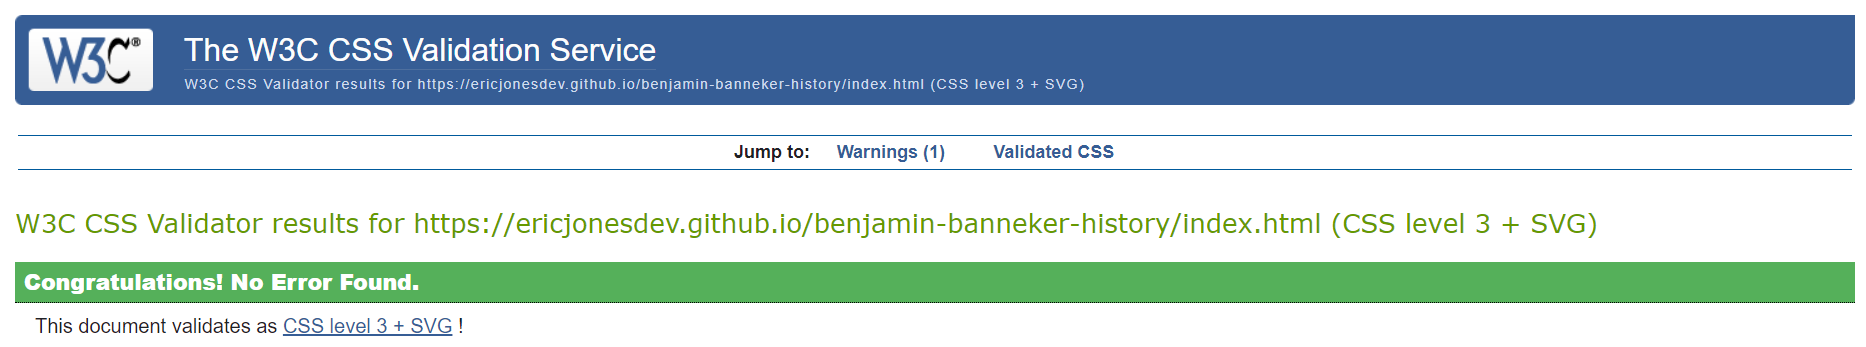 W3C®
The W3C CSS Validation Service
W3C CSS Validator results for https://ericjonesdev.github.io/benjamin-banneker-history/index.html (CSS level 3 + SVG)
Jump to: Warnings (1) Validated CSS
W3C CSS Validator results for https://ericjonesdev.github.io/benjamin-banneker-history/index.html (CSS level 3 + SVG)
Congratulations! No Error Found.
This document validates as CSS level 3 + SVG !